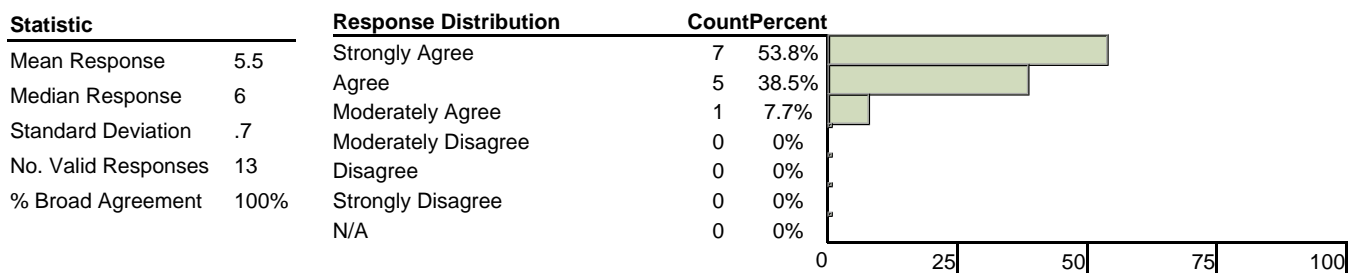 Statistic
Mean Response 5.5
Median Response 6
Standard Deviation .7
No. Valid Responses 13
% Broad Agreement 100%
Response Distribution CountPercent
Strongly Agree 7 53.8%
Agree 5 38.5%
Moderately Agree 1 7.7%
Moderately Disagree 0 0%
Disagree 0 0%
Strongly Disagree 0 0%
N/A 0 0%
0 25 50 75 100